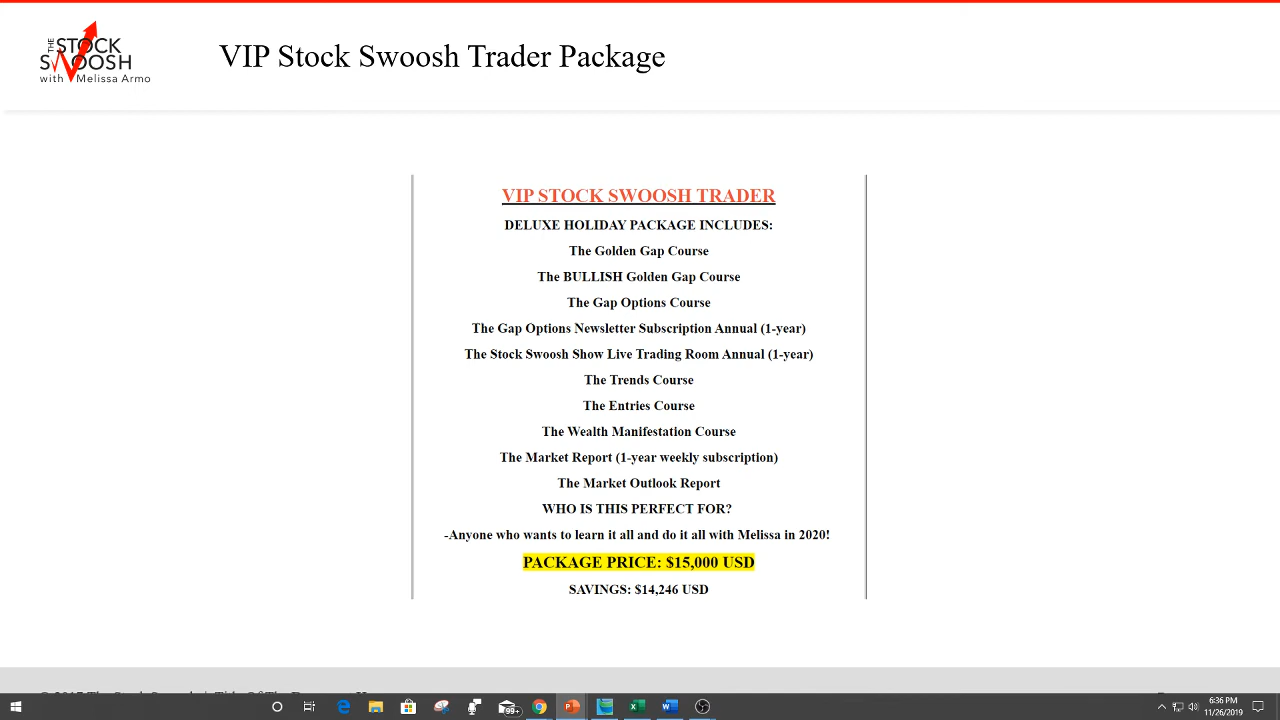 THE STOCK
SWOOSH
with Melissa Armo
VIP Stock Swoosh Trader Package
VIP STOCK SWOOSH TRADER
DELUXE HOLIDAY PACKAGE INCLUDES:
The Golden Gap Course
The BULLISH Golden Gap Course
The Gap Options Course
The Gap Options Newsletter Subscription Annual (1-year)
The Stock Swoosh Show Live Trading Room Annual (1-year)
The Trends Course
The Entries Course
The Wealth Manifestation Course
The Market Report (1-year weekly subscription)
The Market Outlook Report
WHO IS THIS PERFECT FOR?
-Anyone who wants to learn it all and do it all with Melissa in 2020!
PACKAGE PRICE: $15,000 USD
SAVINGS: $14,246 USD
99+
6:36 PM
11/26/2019